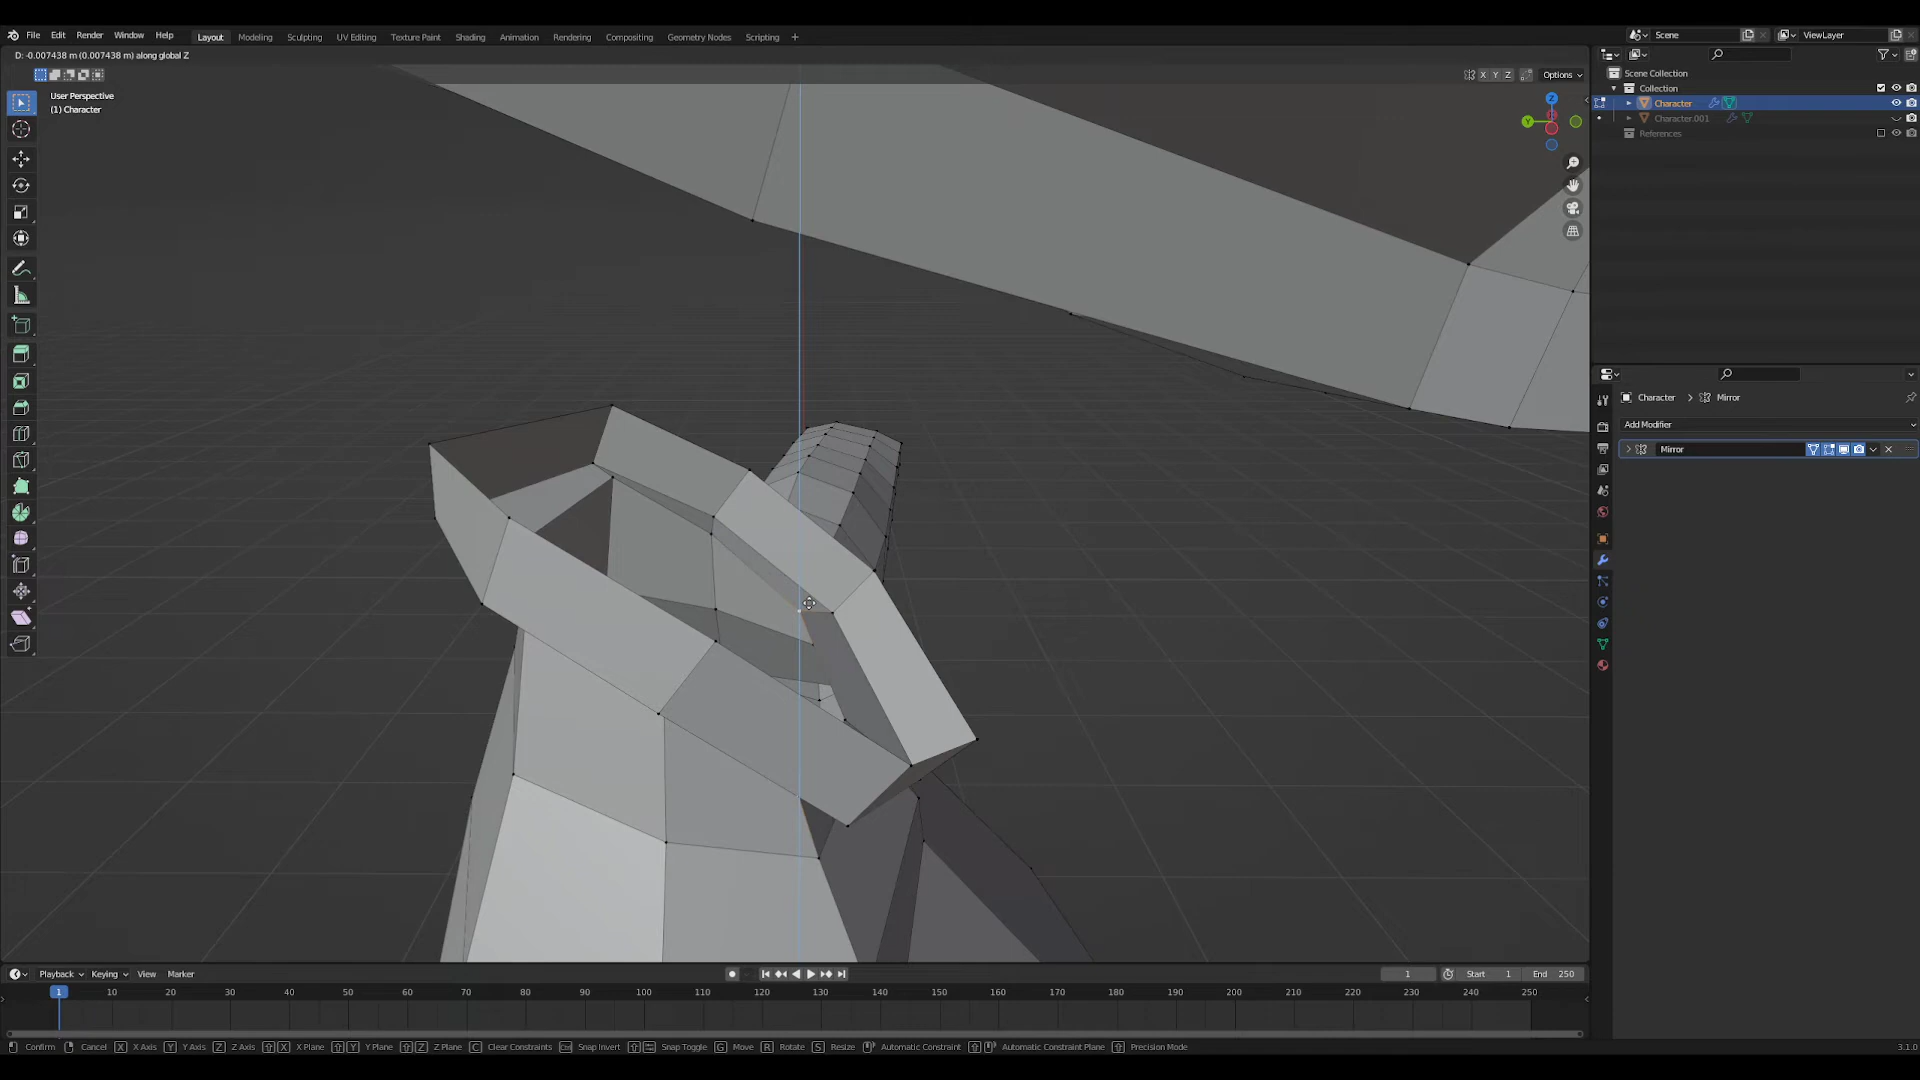 File Edit Render Window Help Layout Modeling Sculpting UV Editing Texture Paint Shading Animation Rendering Compositing Geometry Nodes Scripting + Scene ViewLayer
D: -0.007438 m (0.007438 m) along global Z
X Y Z Options
User Perspective
(1) Character
Z
Y
Scene Collection
Collection
Character
Character.001
References
Character > Mirror
Add Modifier
Mirror
Playback Keying View Marker 1 Start 1 End 250
1 10 20 30 40 50 60 70 80 90 100 110 120 130 140 150 160 170 180 190 200 210 220 230 240 250
Confirm Cancel X X Axis Y Y Axis Z Z Axis X X Plane Y Y Plane Z Z Plane C Clear Constraints Ctrl Snap Invert Snap Toggle G Move R Rotate S Resize Automatic Constraint Automatic Constraint Plane Precision Mode 3.1.0